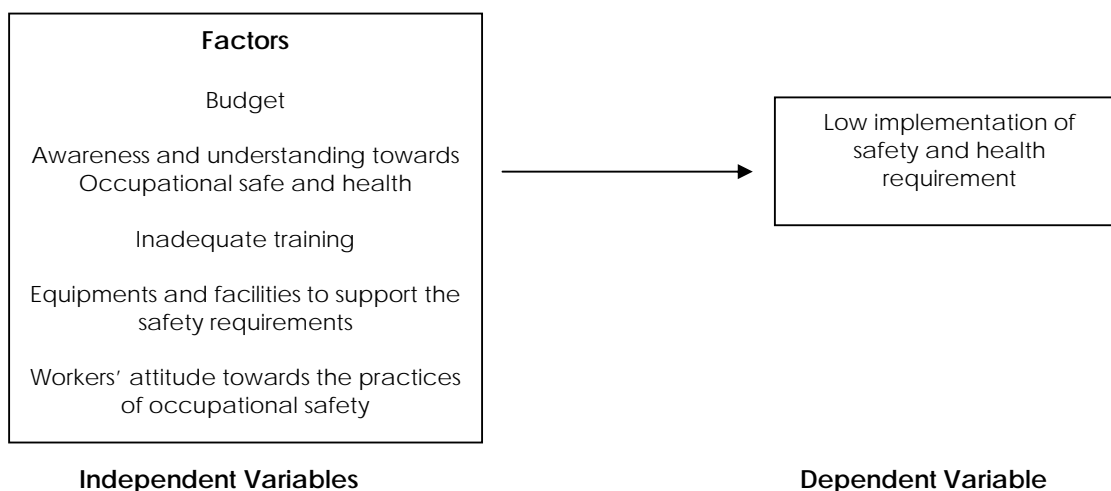 Factors
Budget
Awareness and understanding towards
Occupational safe and health
Inadequate training
Equipments and facilities to support the
safety requirements
Workers’ attitude towards the practices
of occupational safety
Low implementation of
safety and health
requirement
Independent Variables
Dependent Variable